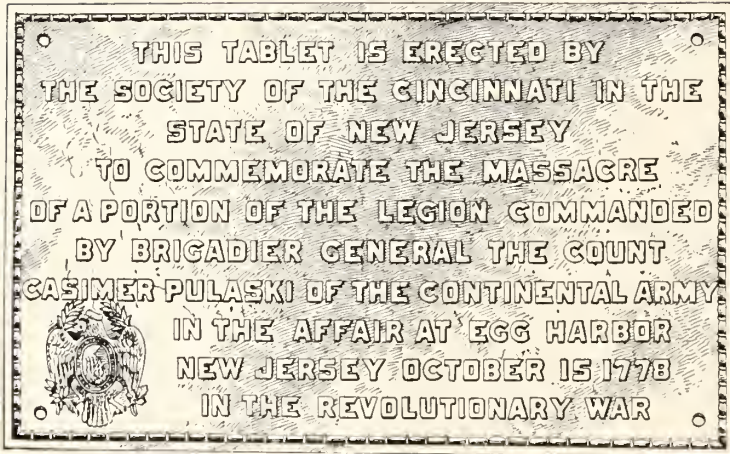 THIS TABLET IS ERECTED BY
THE SOCIETY OF THE CINCINNATI IN THE
STATE OF NEW JERSEY
TO COMMEMORATE THE MASSACRE
OF A PORTION OF THE LEGION COMMANDED
BY BRIGADIER GENERAL THE COUNT
CASIMER PULASKI OF THE CONTINENTAL ARMY
IN THE AFFAIR AT EGG HARBOR
NEW JERSEY OCTOBER 15 1778
IN THE REVOLUTIONARY WAR